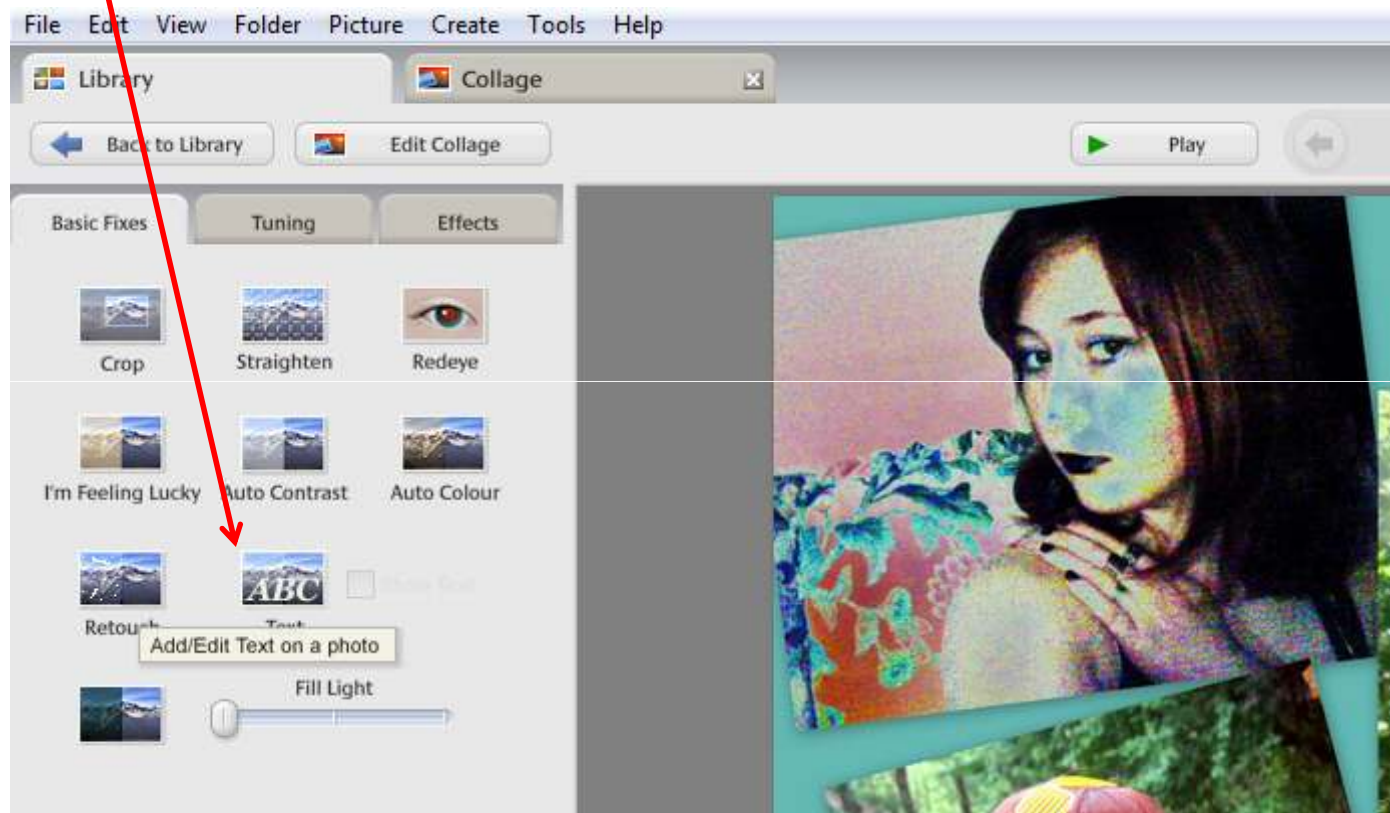 File Edit View Folder Picture Create Tools Help
Library Collage
Back to Library Edit Collage Play
Basic Fixes Tuning Effects
Crop Straighten Redeye
I'm Feeling Lucky Auto Contrast Auto Colour
ABC
Retouch Text
Add/Edit Text on a photo
Fill Light